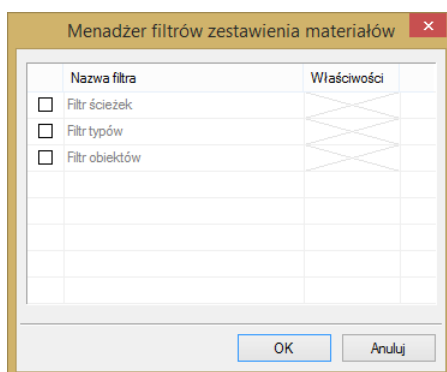 Menadżer filtrów zestawienia materiałów
Nazwa filtra Właściwości
Filtr ścieżek
Filtr typów
Filtr obiektów
OK Anuluj